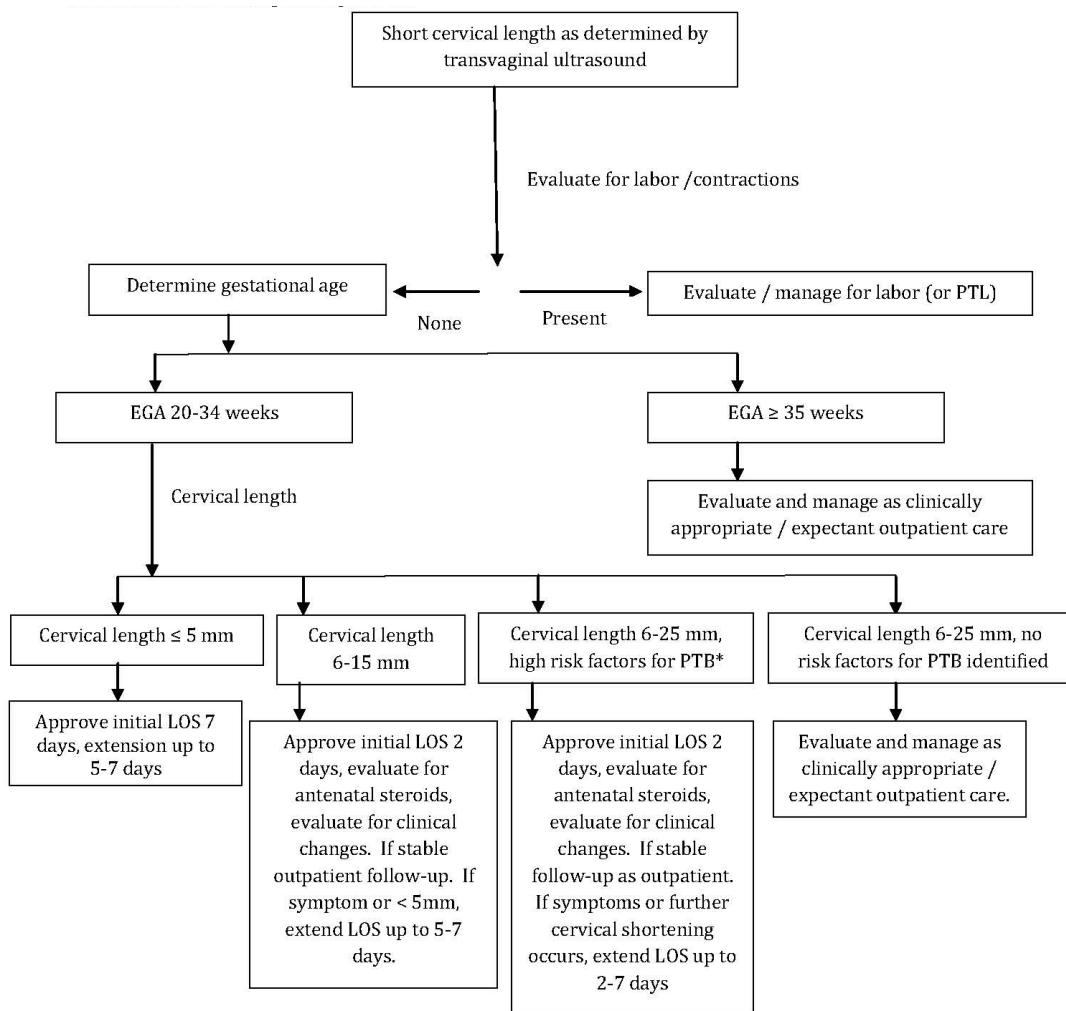 Short cervical length as determined by
transvaginal ultrasound
Evaluate for labor /contractions
Determine gestational age
None
Present
Evaluate / manage for labor (or PTL)
EGA 20-34 weeks
EGA ≥ 35 weeks
Cervical length
Evaluate and manage as clinically
appropriate / expectant outpatient care
Cervical length ≤ 5 mm
Cervical length
6-15 mm
Cervical length 6-25 mm,
high risk factors for PTB*
Cervical length 6-25 mm, no
risk factors for PTB identified
Approve initial LOS 7
days, extension up to
5-7 days
Approve initial LOS 2
days, evaluate for
antenatal steroids,
evaluate for clinical
changes. If stable
outpatient follow-up. If
symptom or < 5mm,
extend LOS up to 5-7
days.
Approve initial LOS 2
days, evaluate for
antenatal steroids,
evaluate for clinical
changes. If stable
follow-up as outpatient.
If symptoms or further
cervical shortening
occurs, extend LOS up to
2-7 days
Evaluate and manage as
clinically appropriate /
expectant outpatient care.